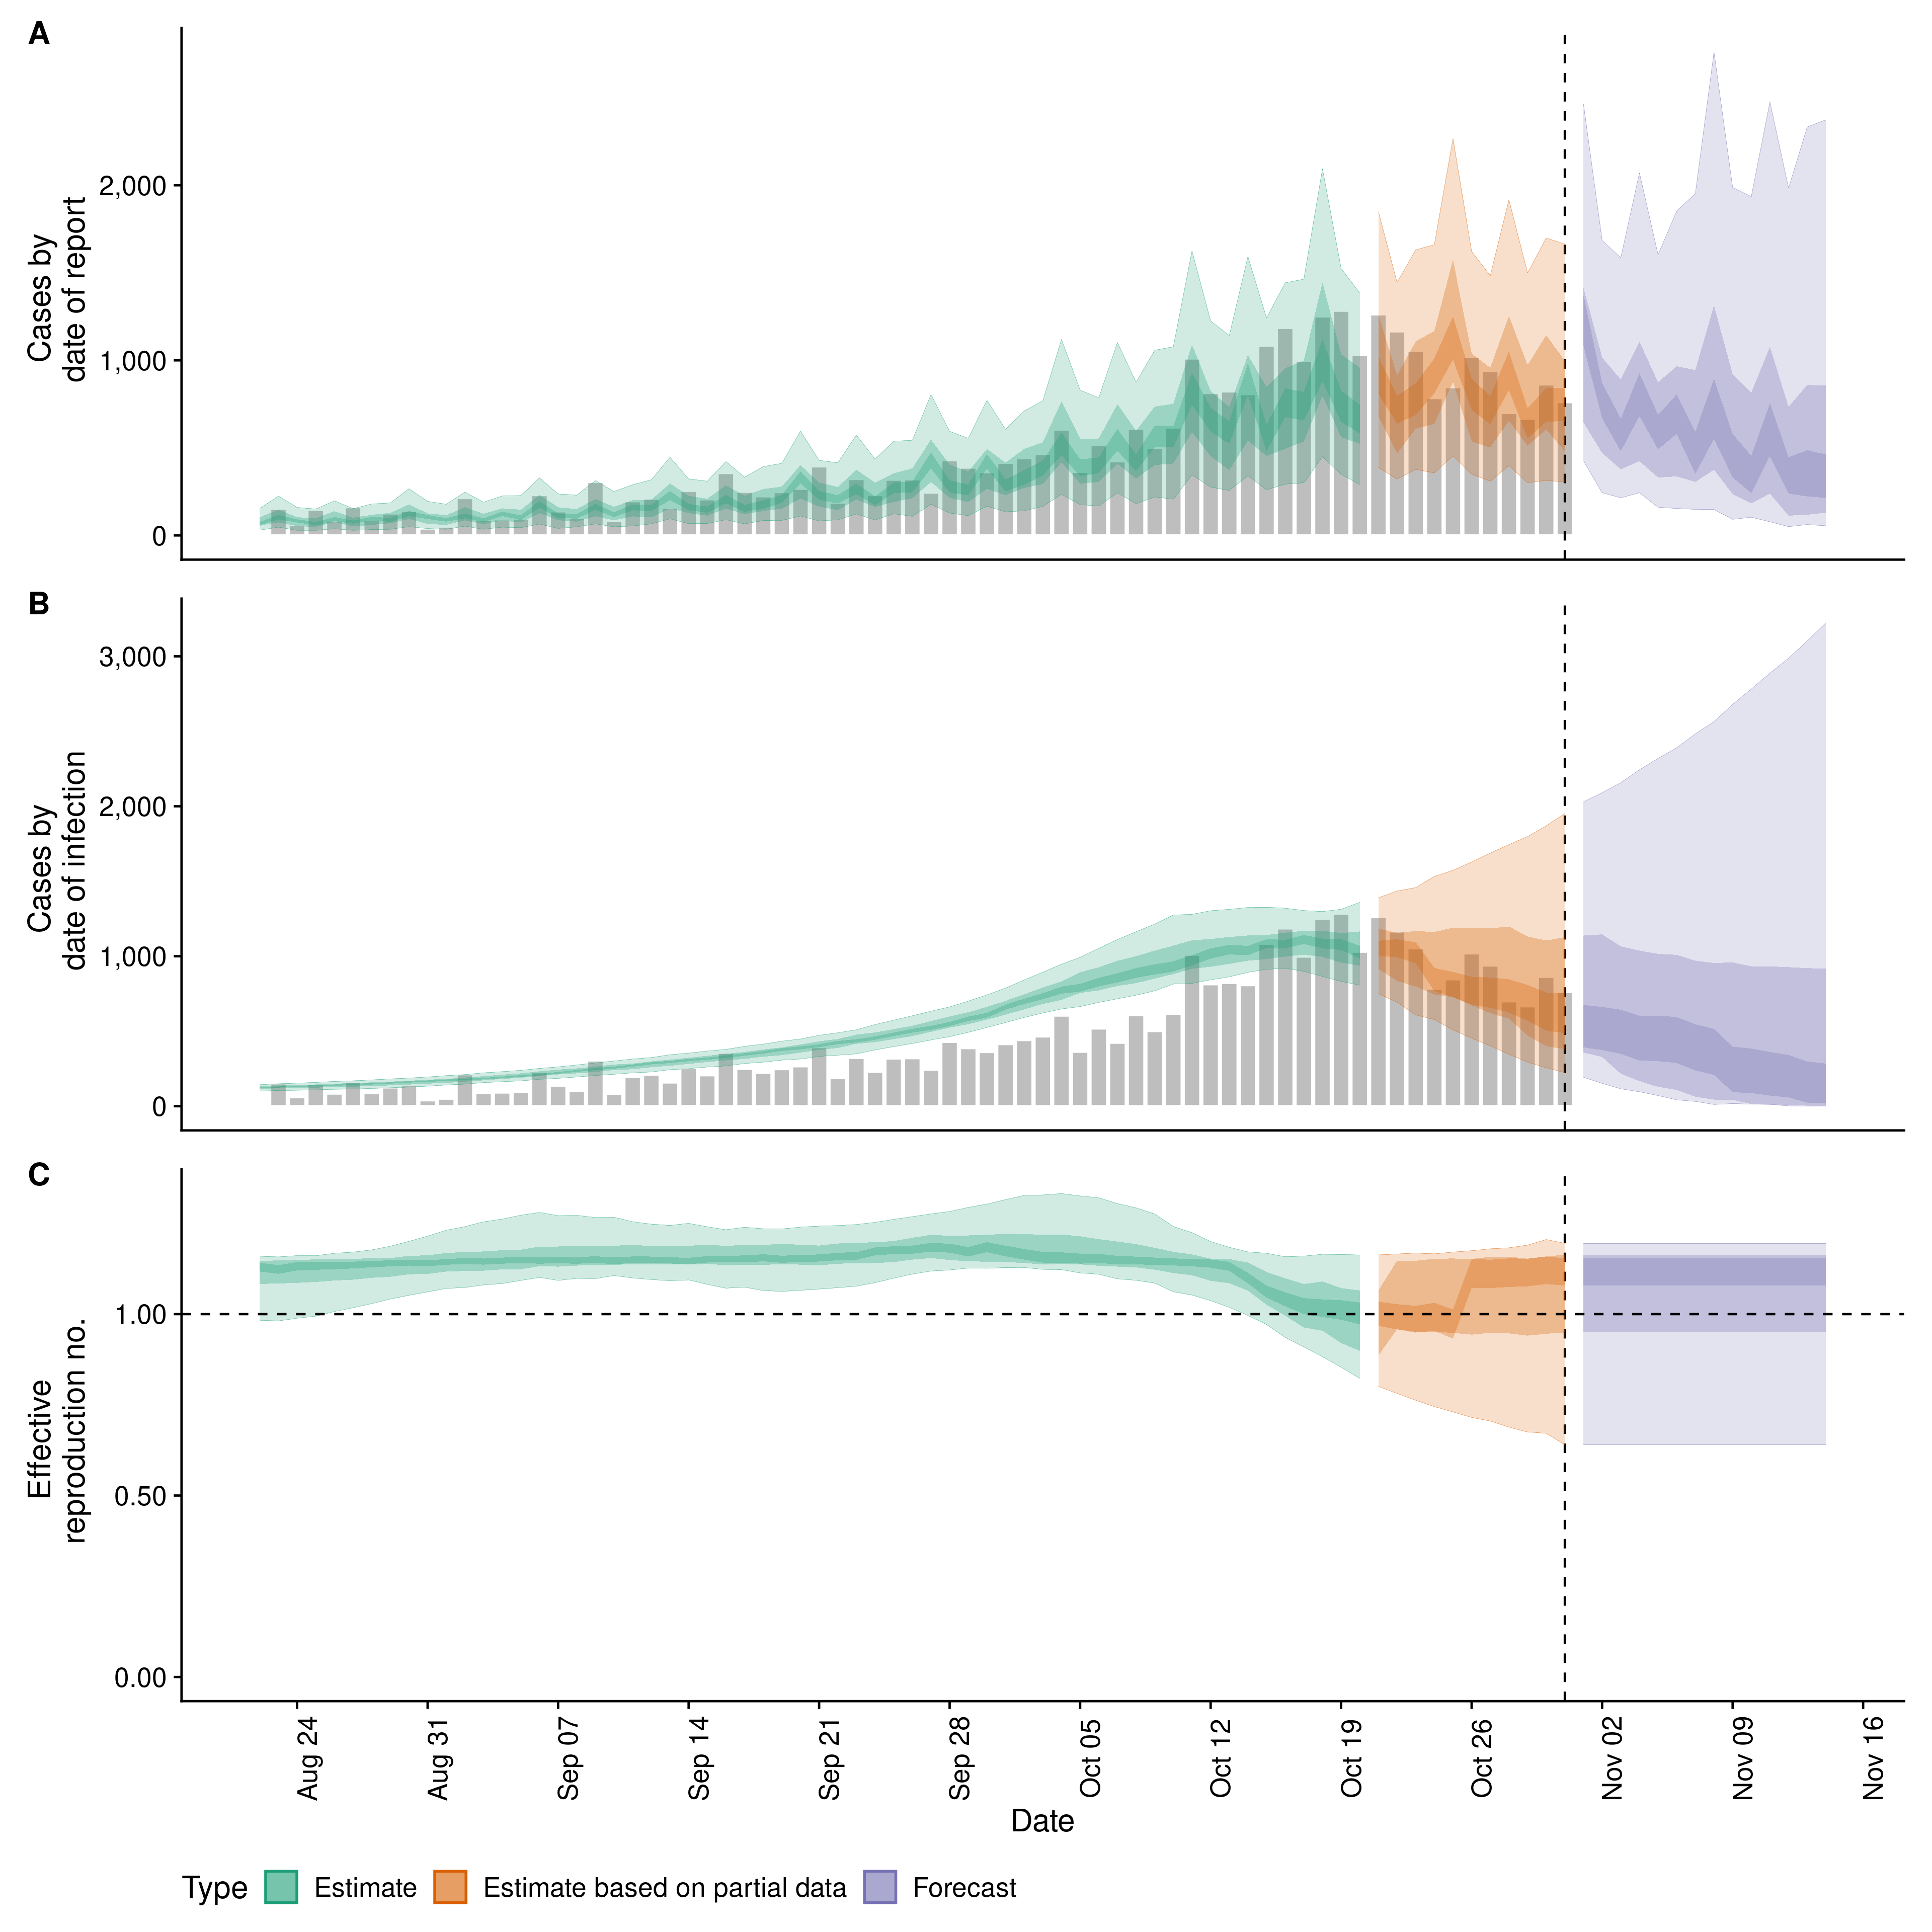 A
Cases by
date of report
2,000
1,000
0
B
Cases by
date of infection
3,000
2,000
1,000
0
C
Effective
reproduction no.
1.00
0.50
0.00
Aug 24
Aug 31
Sep 07
Sep 14
Sep 21
Sep 28
Oct 05
Oct 12
Oct 19
Oct 26
Nov 02
Nov 09
Nov 16
Date
Type Estimate Estimate based on partial data Forecast